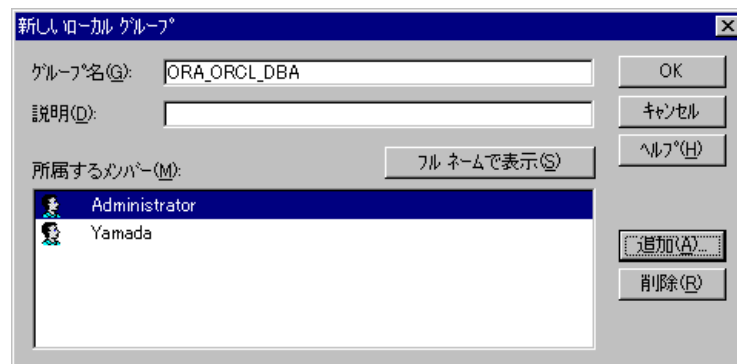 新しいﾛｰｶﾙ ｸﾞﾙｰﾌﾟ
ｸﾞﾙｰﾌﾟ名(G): ORA_ORCL_DBA
OK
説明(D):
ｷｬﾝｾﾙ
ﾍﾙﾌﾟ(H)
所属するﾒﾝﾊﾞｰ(M):
ﾌﾙ ﾈｰﾑで表示(S)
Administrator
Yamada
追加(A)...
削除(R)